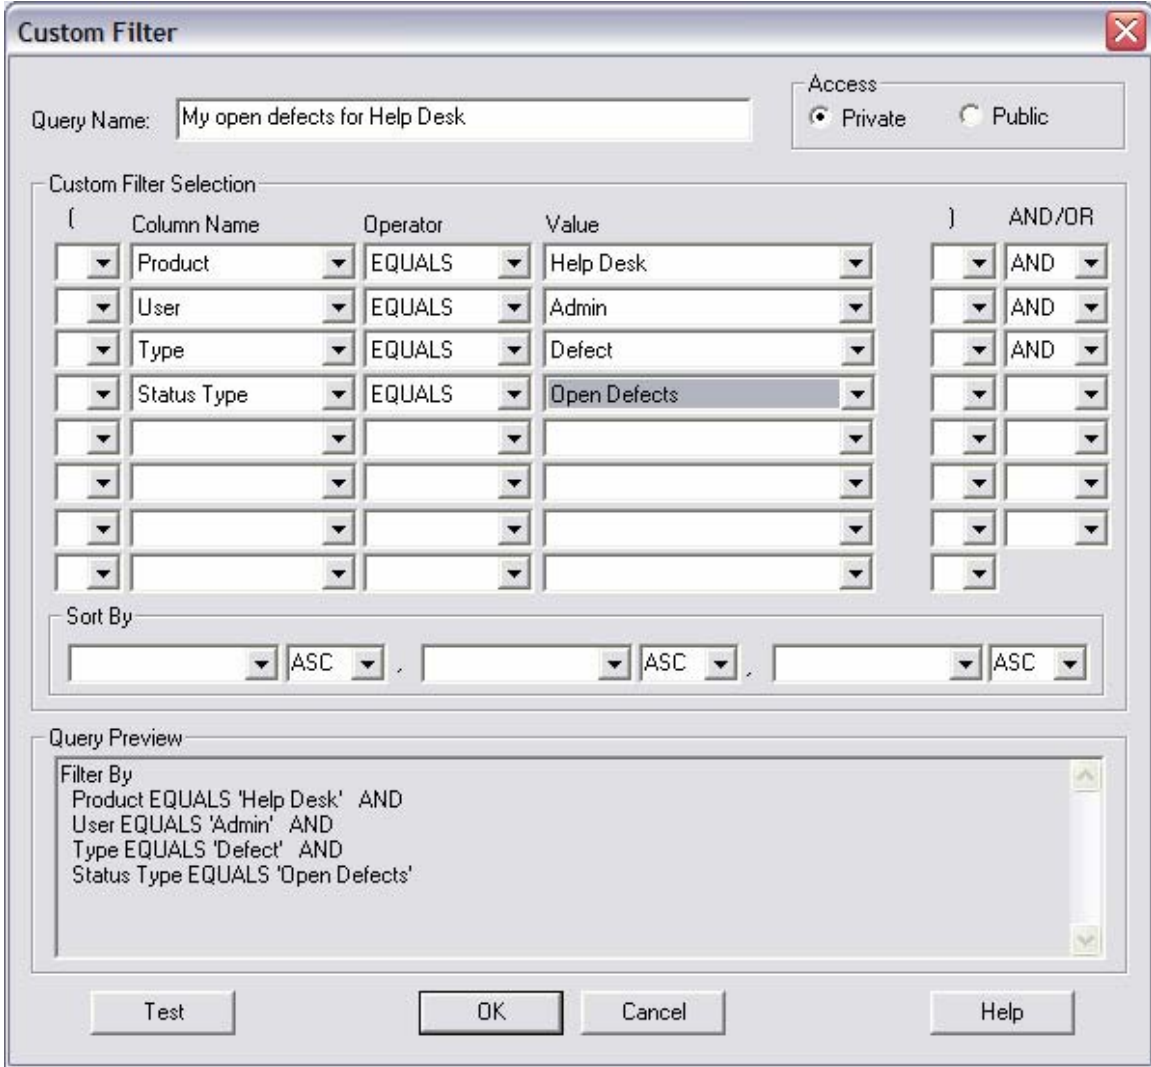 Custom Filter
Access
Query Name: My open defects for Help Desk Private Public
Custom Filter Selection
( Column Name Operator Value ) AND/OR
Product EQUALS Help Desk AND
User EQUALS Admin AND
Type EQUALS Defect AND
Status Type EQUALS Open Defects
Sort By
ASC , ASC , ASC
Query Preview
Filter By
Product EQUALS 'Help Desk' AND
User EQUALS 'Admin' AND
Type EQUALS 'Defect' AND
Status Type EQUALS 'Open Defects'
Test OK Cancel Help